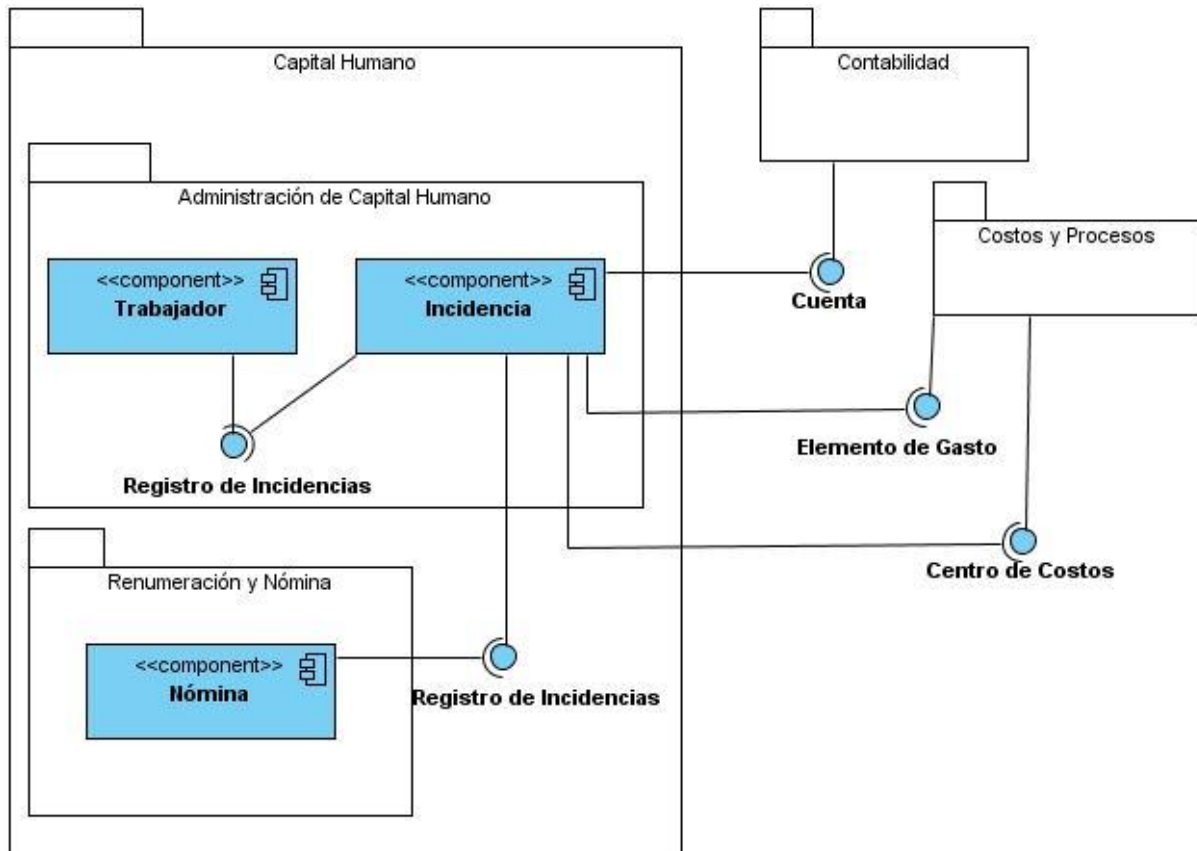 Capital Humano
Contabilidad
Administración de Capital Humano
Costos y Procesos
<<component>>
Trabajador
<<component>>
Incidencia
Cuenta
Elemento de Gasto
Registro de Incidencias
Centro de Costos
Renumeración y Nómina
<<component>>
Nómina
Registro de Incidencias